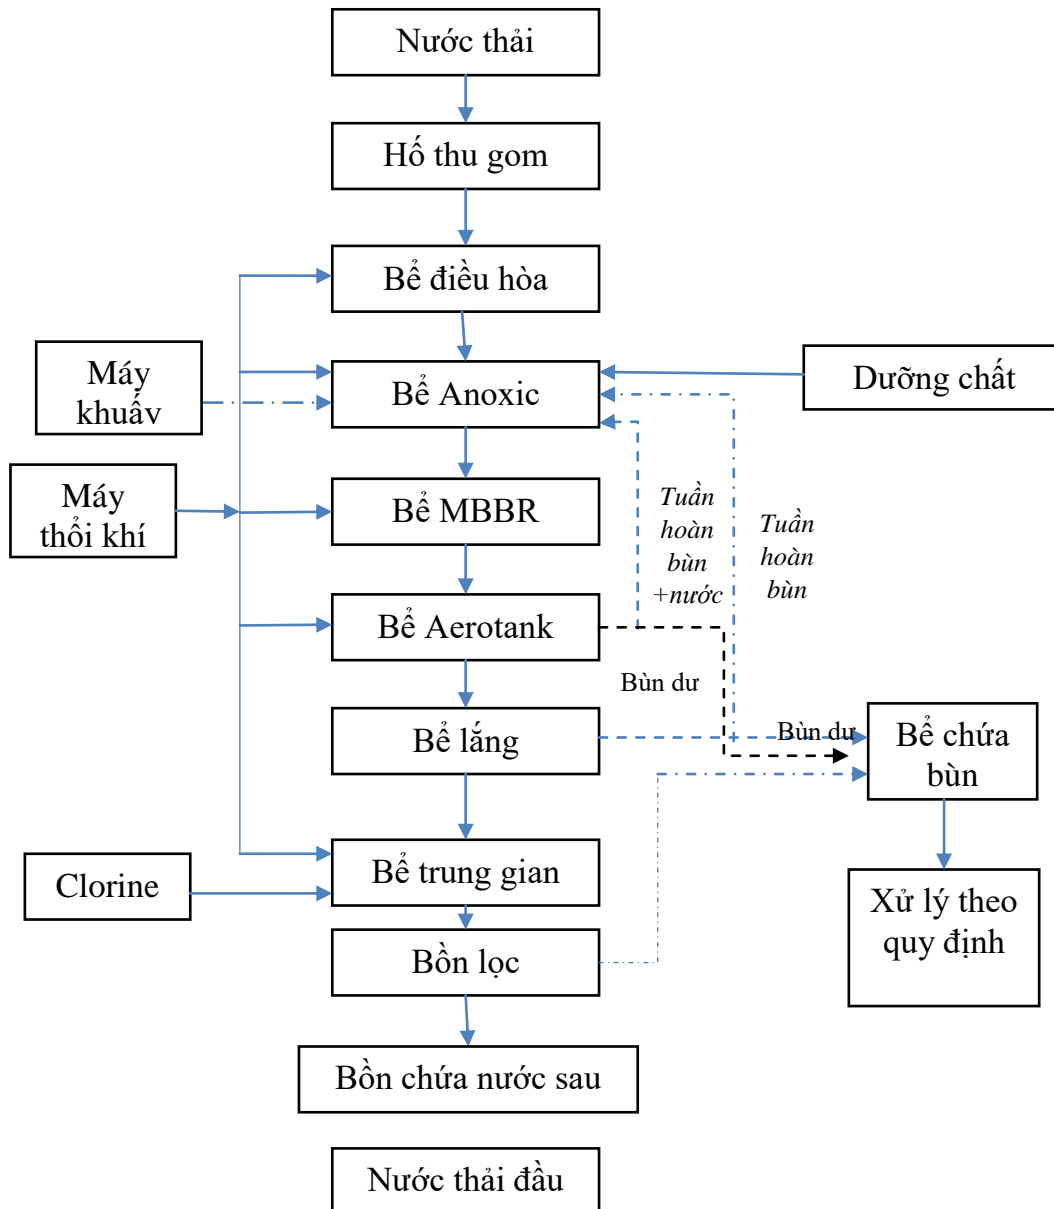 Nước thải
Hố thu gom
Bể điều hòa
Máy
khuấv
Bể Anoxic
Dưỡng chất
Máy
thổi khí
Bể MBBR
Tuần
hoàn
bùn
+nước
Tuần
hoàn
bùn
Bể Aerotank
Bùn dư
Bể lắng
Bùn dư
Bể chứa
bùn
Clorine
Bể trung gian
Xử lý theo
quy định
Bồn lọc
Bồn chứa nước sau
Nước thải đầu